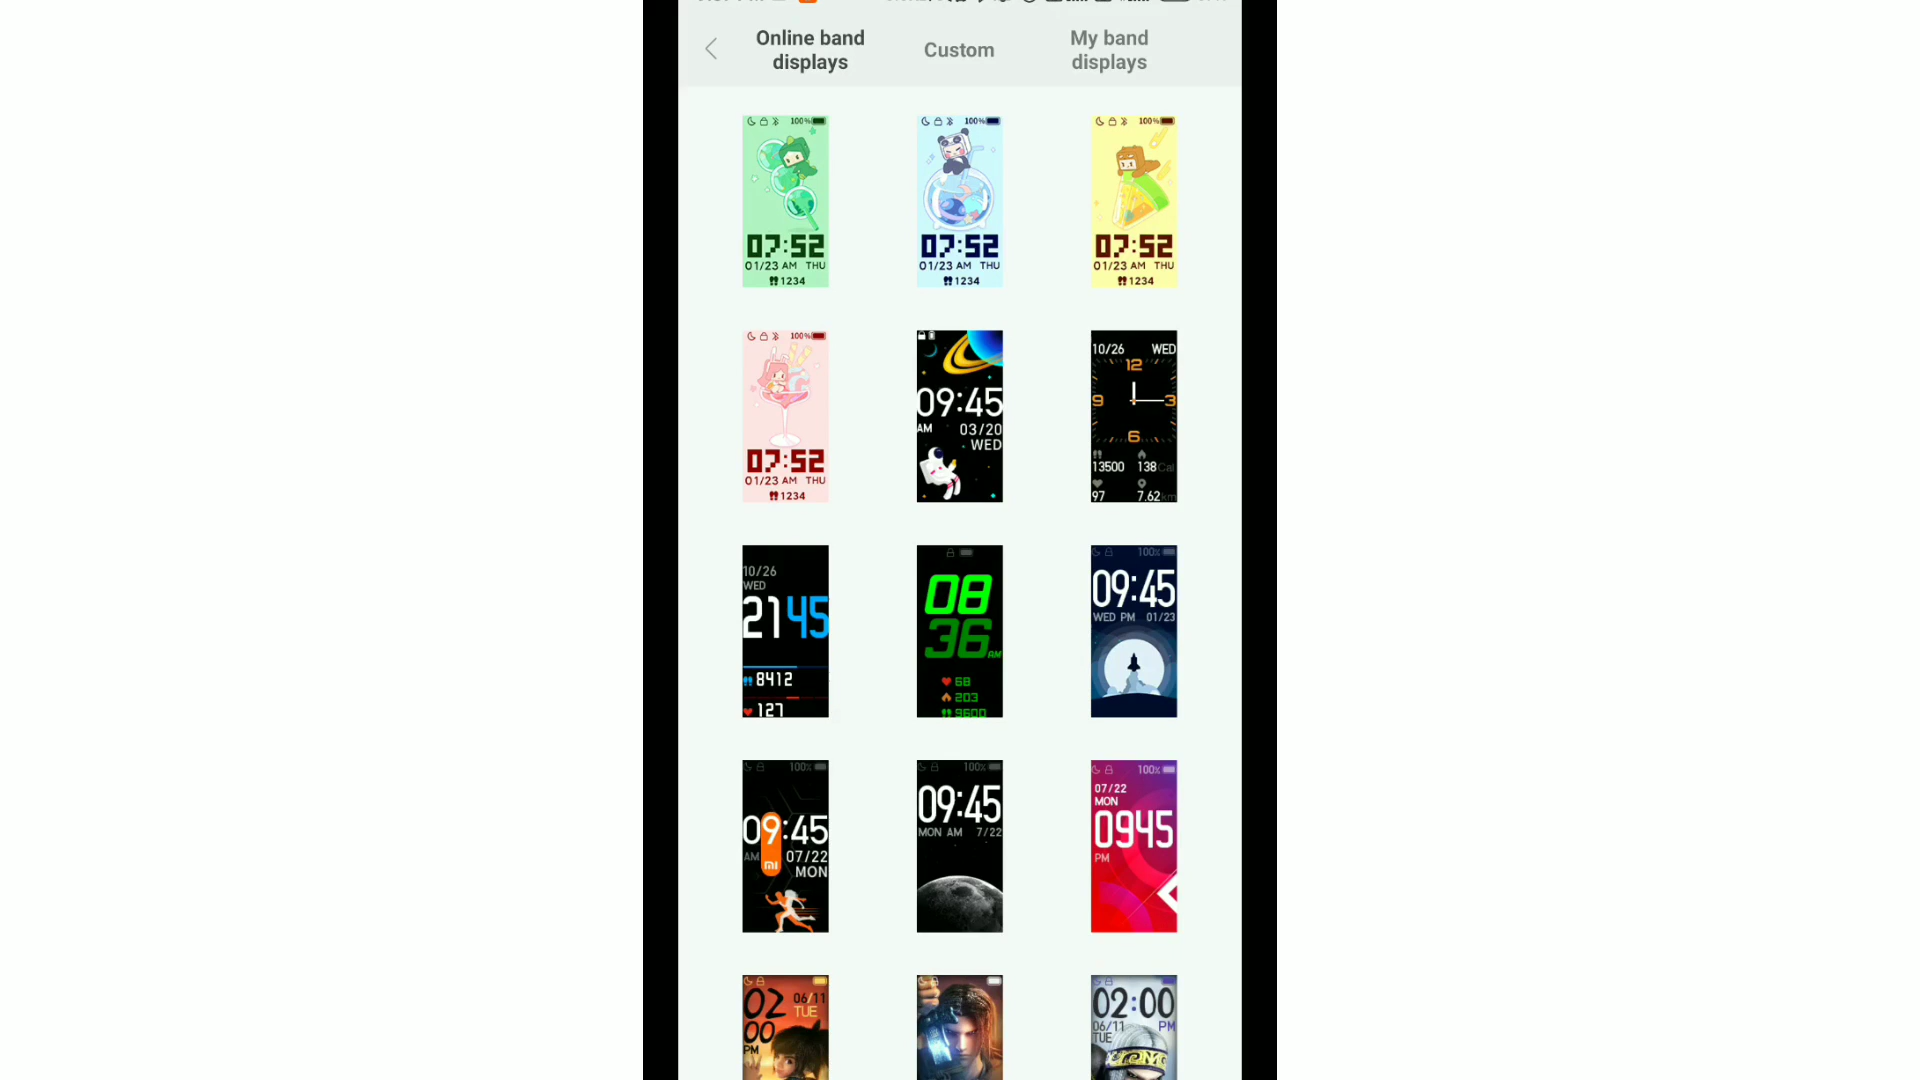 Online band
displays
Custom
My band
displays
100%
07:52
01/23 AM THU
1234
100%
07:52
01/23 AM THU
1234
100%
07:52
01/23 AM THU
1234
100%
07:52
01/23 AM THU
1234
09:45
AM 03/20
WED
10/26 WED
12
9 3
6
13500 138 Cal
97 7.62 km
10/26
WED
21 45
8412
127
08
36
AM
68
203
9600
100%
09:45
WED PM 01/23
100%
09:45
AM 07/22
MON
mi
100%
09:45
MON AM 7/22
100%
07/22
MON
0945
PM
02 06/11
TUE
00
PM
02:00
06/11 PM
TUE